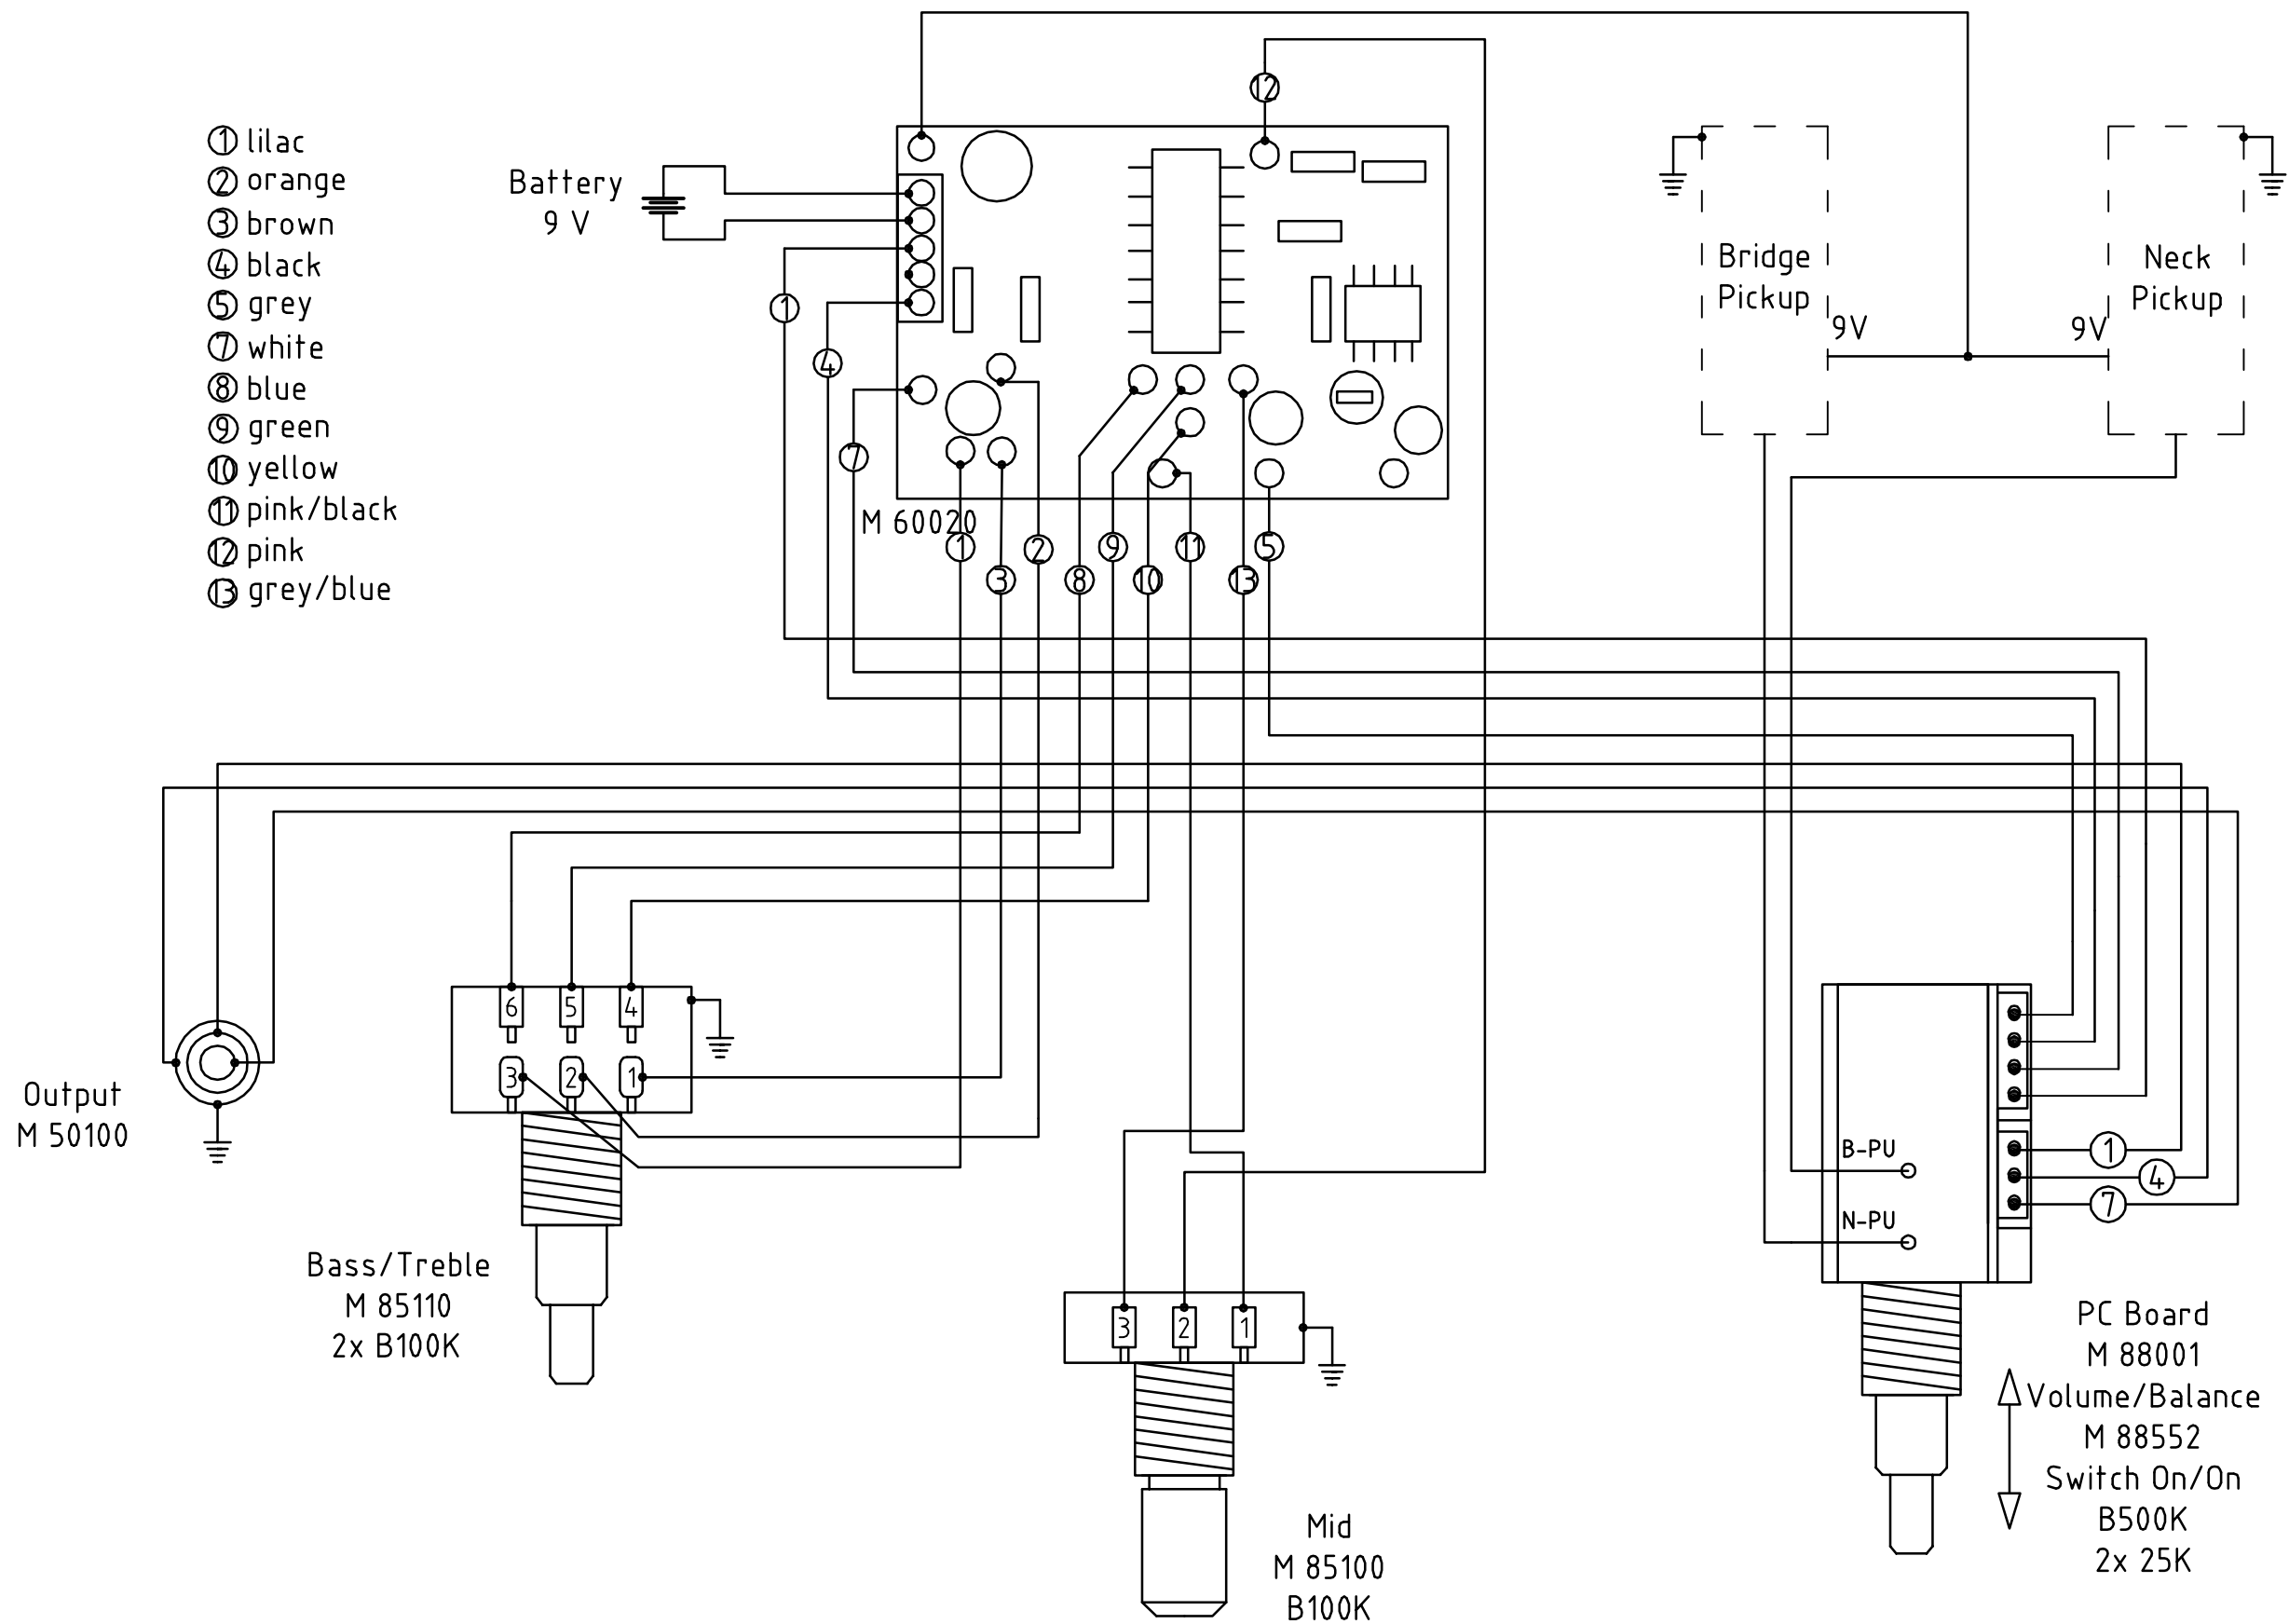 1 lilac
2 orange
3 brown
4 black
5 grey
7 white
8 blue
9 green
10 yellow
11 pink/black
12 pink
13 grey/blue
Battery
9 V
12
1
4
7
M 60020
1
3
2
8
9
10
11
13
5
Bridge
Pickup
9V
Neck
Pickup
9V
Output
M 50100
6 5 4
3 2 1
Bass/Treble
M 85110
2x B100K
3 2 1
Mid
M 85100
B100K
B-PU
N-PU
1
4
7
PC Board
M 88001
Volume/Balance
M 88552
Switch On/On
B500K
2x 25K